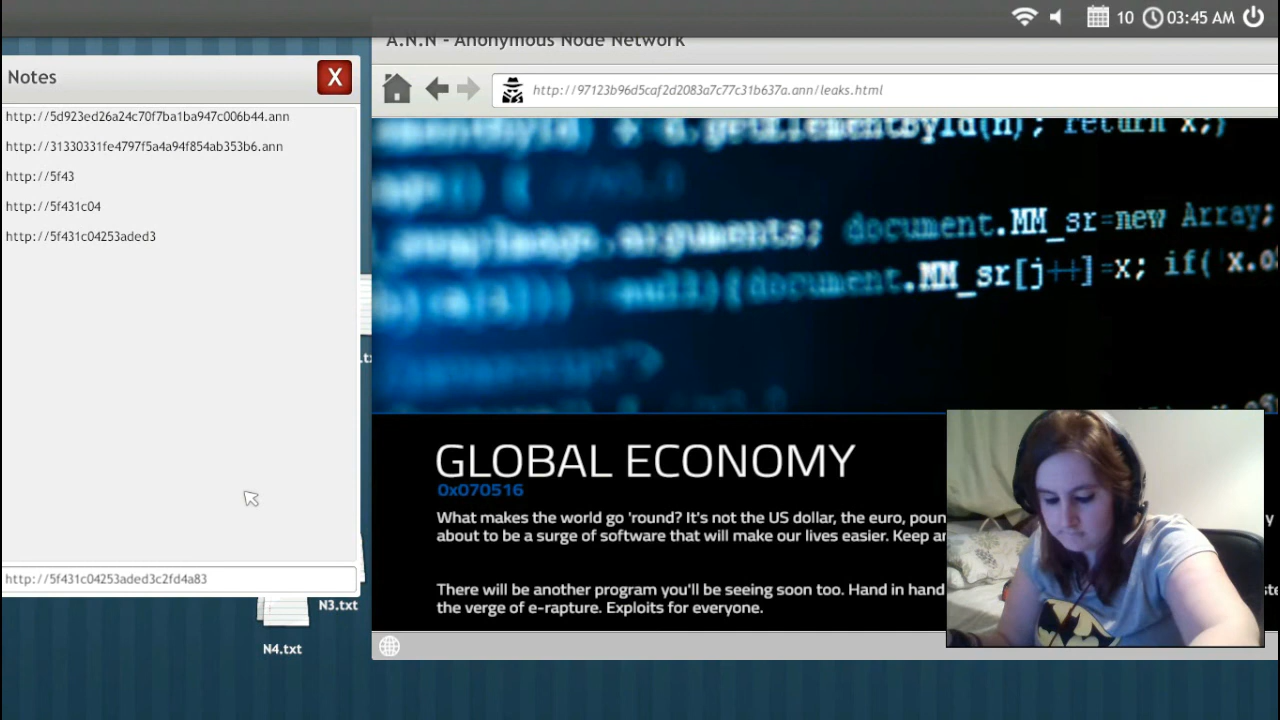 10 03:45 AM
A.N.N - Anonymous Node Network
Notes
X
http://97123b96d5caf2d2083a7c77c31b637a.ann/leaks.html
http://5d923ed26a24c70f7ba1ba947c006b44.ann
http://31330331fe4797f5a4a94f854ab353b6.ann
http://5f43
http://5f431c04
http://5f431c04253aded3
http://5f431c04253aded3c2fd4a83
N3.txt
N4.txt
d.getElementById(n); return x;}
document.MM_sr=new Array;
null){document.MM_sr[j++]=x; if(
GLOBAL ECONOMY
0x070516
What makes the world go 'round? It's not the US dollar, the euro,
about to be a surge of software that will make our lives easier. Keep
There will be another program you'll be seeing soon too. Hand in hand
the verge of e-rapture. Exploits for everyone.